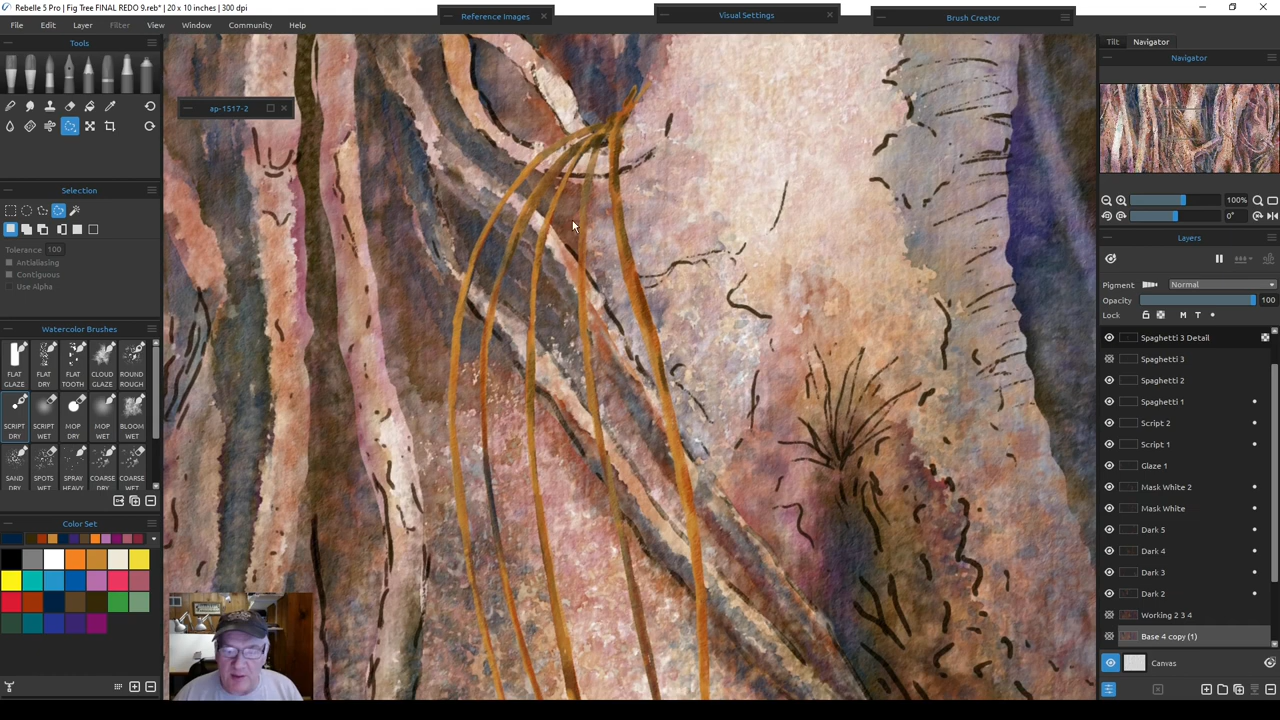 Rebelle 5 Pro | Fig Tree FINAL REDO 9.reb* | 20 x 10 inches | 300 dpi
File Edit Layer Paint Select Filter View Window Community Help
Reference Images
Visual Settings
Brush Creator
Tools
ap-1517-2
Selection
Tolerance 100
Antialiasing
Contiguous
Use Alpha
Watercolor Brushes
FLAT GLAZE
FLAT DRY
FLAT TOOTH
CLOUD GLAZE
ROUND ROUGH
SCRIPT DRY
SCRIPT WET
MOP DRY
MOP WET
BLOOM WET
SAND DRY
SPOTS WET
SPRAY HEAVY
COARSE DRY
COARSE WET
Color Set
Tilt Navigator
Navigator
100%
0°
Layers
Pigment Normal
Opacity 100
Lock M T
Spaghetti 3 Detail
Spaghetti 3
Spaghetti 2
Spaghetti 1
Script 2
Script 1
Glaze 1
Mask White 2
Mask White
Dark 5
Dark 4
Dark 3
Dark 2
Working 2 3 4
Base 4 copy (1)
Canvas